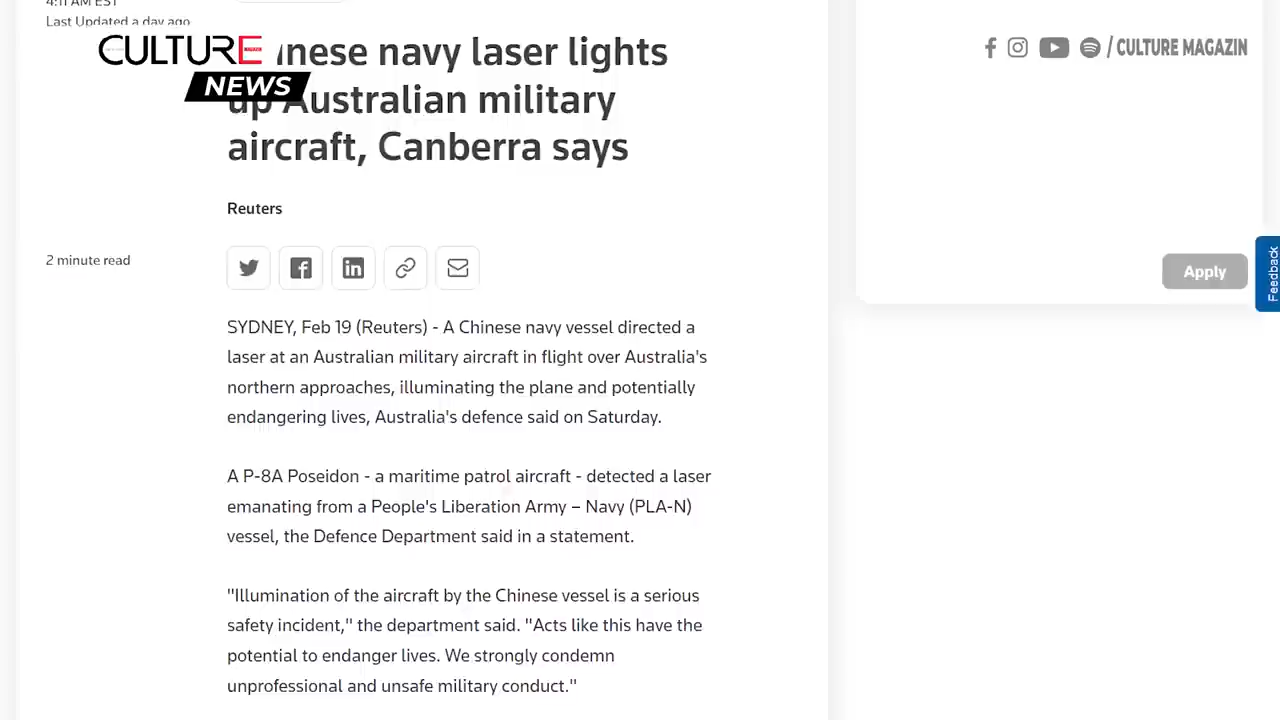 4:11 AM EST
Last Updated a day ago
CULTURE
NEWS
nese navy laser lights
up Australian military
aircraft, Canberra says
/ CULTURE MAGAZIN
Reuters
2 minute read
Apply
Feedback
SYDNEY, Feb 19 (Reuters) - A Chinese navy vessel directed a
laser at an Australian military aircraft in flight over Australia's
northern approaches, illuminating the plane and potentially
endangering lives, Australia's defence said on Saturday.
A P-8A Poseidon - a maritime patrol aircraft - detected a laser
emanating from a People's Liberation Army – Navy (PLA-N)
vessel, the Defence Department said in a statement.
"Illumination of the aircraft by the Chinese vessel is a serious
safety incident," the department said. "Acts like this have the
potential to endanger lives. We strongly condemn
unprofessional and unsafe military conduct."